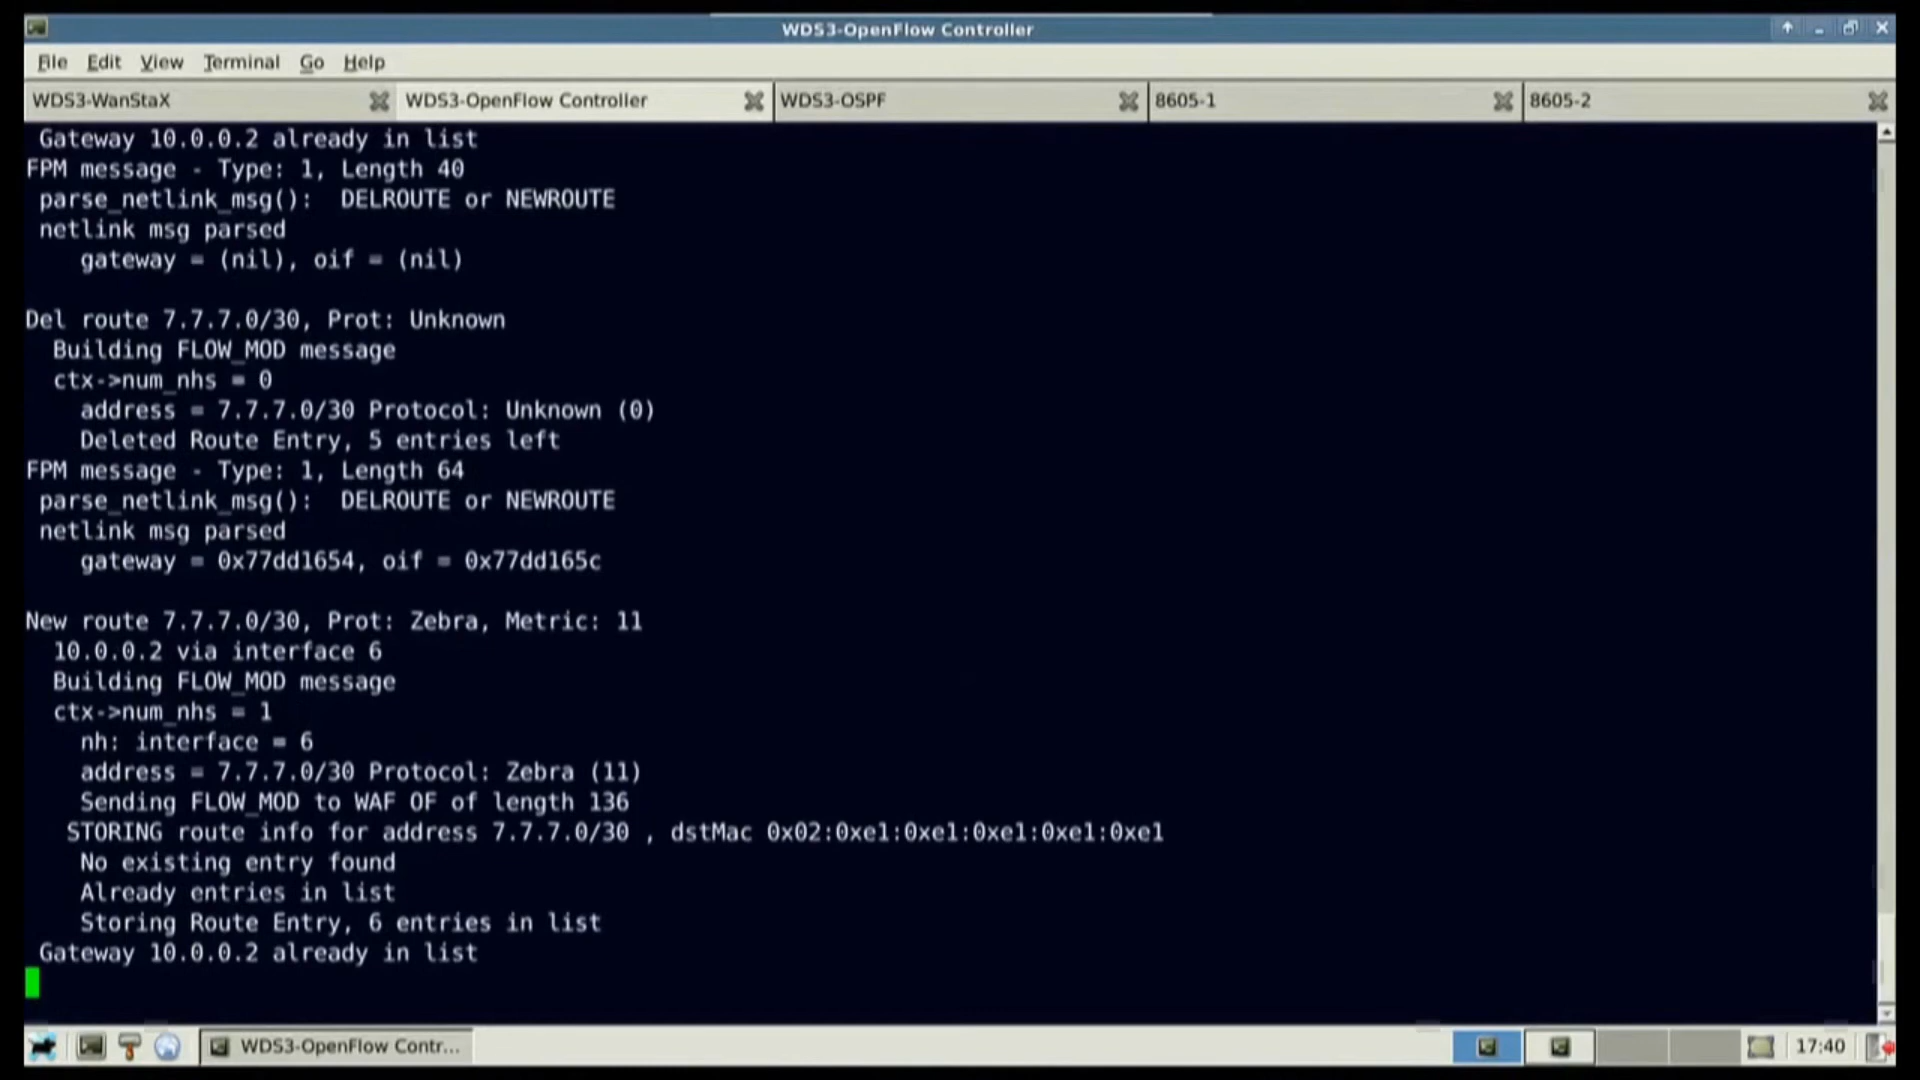 WDS3-OpenFlow Controller
File Edit View Terminal Go Help
WDS3-WanStaX WDS3-OpenFlow Controller WDS3-OSPF 8605-1 8605-2
Gateway 10.0.0.2 already in list
FPM message - Type: 1, Length 40
parse_netlink_msg():  DELROUTE or NEWROUTE
netlink msg parsed
gateway = (nil), oif = (nil)
Del route 7.7.7.0/30, Prot: Unknown
Building FLOW_MOD message
ctx->num_nhs = 0
address = 7.7.7.0/30 Protocol: Unknown (0)
Deleted Route Entry, 5 entries left
FPM message - Type: 1, Length 64
parse_netlink_msg():  DELROUTE or NEWROUTE
netlink msg parsed
gateway = 0x77dd1654, oif = 0x77dd165c
New route 7.7.7.0/30, Prot: Zebra, Metric: 11
10.0.0.2 via interface 6
Building FLOW_MOD message
ctx->num_nhs = 1
nh: interface = 6
address = 7.7.7.0/30 Protocol: Zebra (11)
Sending FLOW_MOD to WAF OF of length 136
STORING route info for address 7.7.7.0/30 , dstMac 0x02:0xe1:0xe1:0xe1:0xe1:0xe1
No existing entry found
Already entries in list
Storing Route Entry, 6 entries in list
Gateway 10.0.0.2 already in list
WDS3-OpenFlow Contr... 17:40